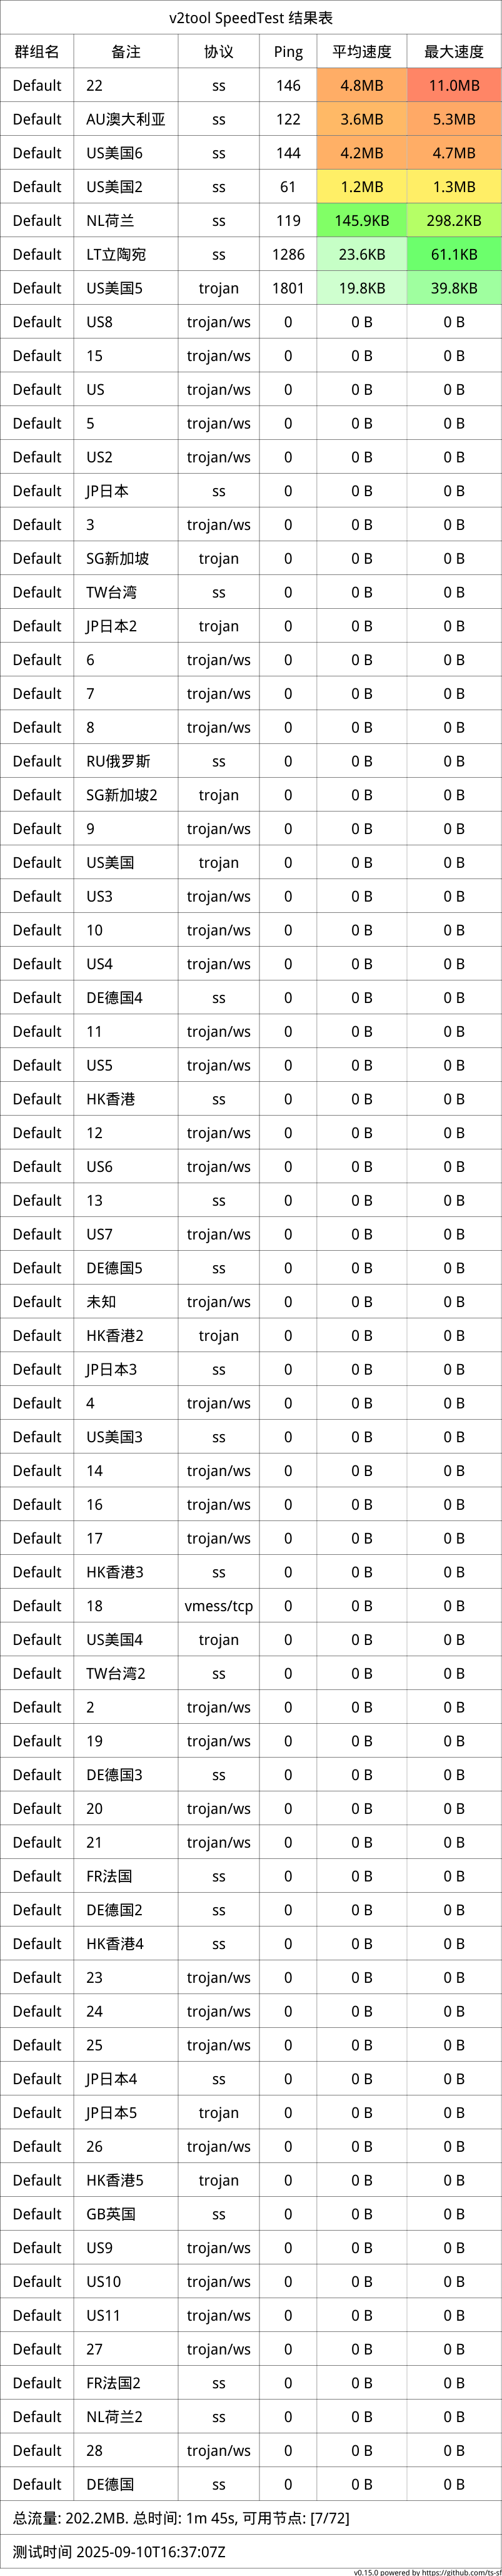 v2tool SpeedTest 结果表
群组名 备注 协议 Ping 平均速度 最大速度
Default 22 ss 146 4.8MB 11.0MB
Default AU澳大利亚 ss 122 3.6MB 5.3MB
Default US美国6 ss 144 4.2MB 4.7MB
Default US美国2 ss 61 1.2MB 1.3MB
Default NL荷兰 ss 119 145.9KB 298.2KB
Default LT立陶宛 ss 1286 23.6KB 61.1KB
Default US美国5 trojan 1801 19.8KB 39.8KB
Default US8 trojan/ws 0 0 B 0 B
Default 15 trojan/ws 0 0 B 0 B
Default US trojan/ws 0 0 B 0 B
Default 5 trojan/ws 0 0 B 0 B
Default US2 trojan/ws 0 0 B 0 B
Default JP日本 ss 0 0 B 0 B
Default 3 trojan/ws 0 0 B 0 B
Default SG新加坡 trojan 0 0 B 0 B
Default TW台湾 ss 0 0 B 0 B
Default JP日本2 trojan 0 0 B 0 B
Default 6 trojan/ws 0 0 B 0 B
Default 7 trojan/ws 0 0 B 0 B
Default 8 trojan/ws 0 0 B 0 B
Default RU俄罗斯 ss 0 0 B 0 B
Default SG新加坡2 trojan 0 0 B 0 B
Default 9 trojan/ws 0 0 B 0 B
Default US美国 trojan 0 0 B 0 B
Default US3 trojan/ws 0 0 B 0 B
Default 10 trojan/ws 0 0 B 0 B
Default US4 trojan/ws 0 0 B 0 B
Default DE德国4 ss 0 0 B 0 B
Default 11 trojan/ws 0 0 B 0 B
Default US5 trojan/ws 0 0 B 0 B
Default HK香港 ss 0 0 B 0 B
Default 12 trojan/ws 0 0 B 0 B
Default US6 trojan/ws 0 0 B 0 B
Default 13 ss 0 0 B 0 B
Default US7 trojan/ws 0 0 B 0 B
Default DE德国5 ss 0 0 B 0 B
Default 未知 trojan/ws 0 0 B 0 B
Default HK香港2 trojan 0 0 B 0 B
Default JP日本3 ss 0 0 B 0 B
Default 4 trojan/ws 0 0 B 0 B
Default US美国3 ss 0 0 B 0 B
Default 14 trojan/ws 0 0 B 0 B
Default 16 trojan/ws 0 0 B 0 B
Default 17 trojan/ws 0 0 B 0 B
Default HK香港3 ss 0 0 B 0 B
Default 18 vmess/tcp 0 0 B 0 B
Default US美国4 trojan 0 0 B 0 B
Default TW台湾2 ss 0 0 B 0 B
Default 2 trojan/ws 0 0 B 0 B
Default 19 trojan/ws 0 0 B 0 B
Default DE德国3 ss 0 0 B 0 B
Default 20 trojan/ws 0 0 B 0 B
Default 21 trojan/ws 0 0 B 0 B
Default FR法国 ss 0 0 B 0 B
Default DE德国2 ss 0 0 B 0 B
Default HK香港4 ss 0 0 B 0 B
Default 23 trojan/ws 0 0 B 0 B
Default 24 trojan/ws 0 0 B 0 B
Default 25 trojan/ws 0 0 B 0 B
Default JP日本4 ss 0 0 B 0 B
Default JP日本5 trojan 0 0 B 0 B
Default 26 trojan/ws 0 0 B 0 B
Default HK香港5 trojan 0 0 B 0 B
Default GB英国 ss 0 0 B 0 B
Default US9 trojan/ws 0 0 B 0 B
Default US10 trojan/ws 0 0 B 0 B
Default US11 trojan/ws 0 0 B 0 B
Default 27 trojan/ws 0 0 B 0 B
Default FR法国2 ss 0 0 B 0 B
Default NL荷兰2 ss 0 0 B 0 B
Default 28 trojan/ws 0 0 B 0 B
Default DE德国 ss 0 0 B 0 B
总流量: 202.2MB. 总时间: 1m 45s, 可用节点: [7/72]
测试时间 2025-09-10T16:37:07Z
v0.15.0 powered by https://github.com/ts-sf